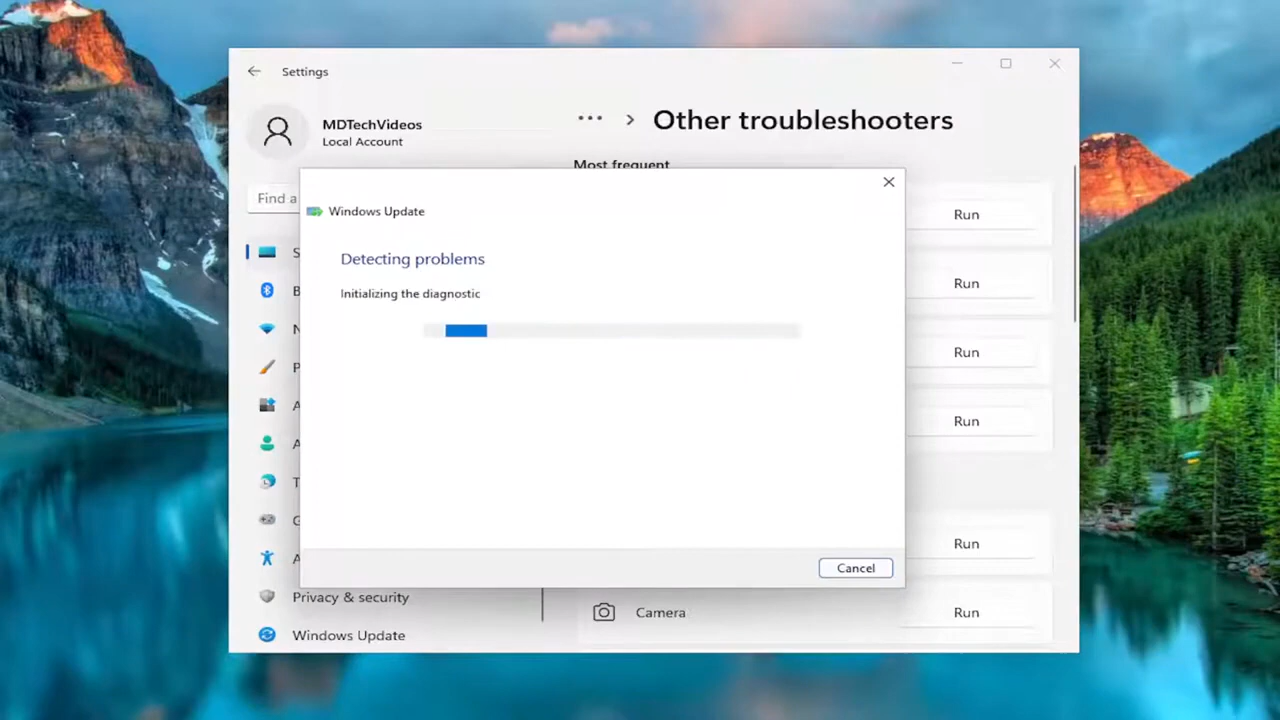 Settings
MDTechVideos
Local Account
Find a
Other troubleshooters
Most frequent
Run
Run
Run
Run
Run
Camera
Run
Windows Update
Detecting problems
Initializing the diagnostic
Cancel
S
B
N
P
A
A
T
G
A
Privacy & security
Windows Update